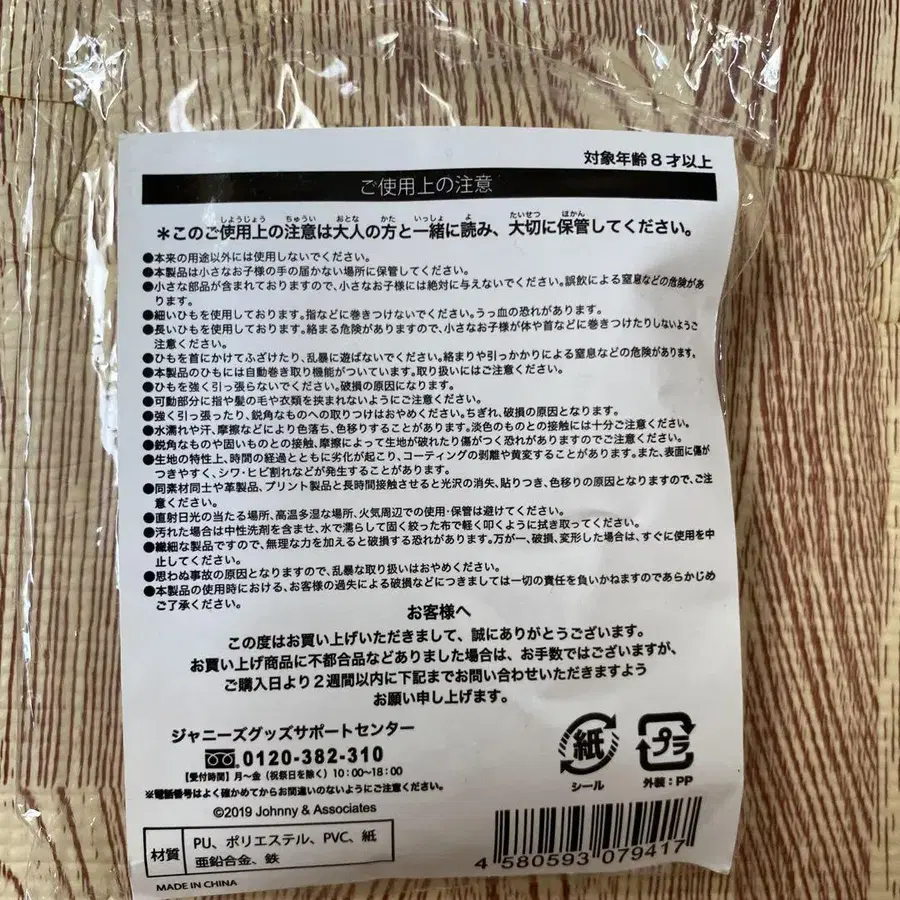 対象年齢8才以上
ご使用上の注意
しようじょう ちゅうい おとな かた いっしょ よ たいせつ ほかん
＊このご使用上の注意は大人の方と一緒に読み、大切に保管してください。
●本来の用途以外には使用しないでください。
●本製品は小さなお子様の手の届かない場所に保管してください。
●小さな部品が含まれておりますので、小さなお子様には絶対に与えないでください。誤飲による窒息などの危険があ
ります。
●細いひもを使用しております。指などに巻きつけないでください。うっ血の恐れがあります。
●長いひもを使用しております。絡まる危険がありますので、小さなお子様が体や首などに巻きつけたりしないようご
注意ください。
●ひもを首にかけてふざけたり、乱暴に遊ばないでください。絡まりや引っかかりによる窒息などの危険があります。
●本製品のひもには自動巻き取り機能がついています。取り扱いにはご注意ください。
●ひもを強く引っ張らないでください。破損の原因になります。
●可動部分に指や髪の毛や衣類を挟まれないようにご注意ください。
●強く引っ張ったり、鋭角なものへの取りつけはおやめください。ちぎれ、破損の原因となります。
●水濡れや汗、摩擦などにより色落ち、色移りすることがあります。淡色のものとの接触には十分ご注意ください。
●鋭角なものや固いものとの接触、摩擦によって生地が破れたり傷がつく恐れがありますのでご注意ください。
●生地の特性上、時間の経過とともに劣化が起こり、コーティングの剥離や黄変することがあります。また、表面に傷が
つきやすく、シワ・ヒビ割れなどが発生することがあります。
●同素材同士や革製品、プリント製品と長時間接触させると光沢の消失、貼りつき、色移りの原因となりますので、ご注
意ください。
●直射日光の当たる場所、高温多湿な場所、火気周辺での使用・保管は避けてください。
●汚れた場合は中性洗剤を含ませ、水で濡らして固く絞った布で軽く叩くように拭き取ってください。
●繊細な製品ですので、無理な力を加えると破損する恐れがあります。万が一、破損、変形した場合は、すぐに使用を中
止してください。
●思わぬ事故の原因となりますので、乱暴な取り扱いはおやめください。
●本製品の使用時における、お客様の過失による破損などにつきましては一切の責任を負いかねますのであらかじめ
ご了承ください。
お客様へ
この度はお買い上げいただきまして、誠にありがとうございます。
お買い上げ商品に不都合品などありました場合は、お手数ではございますが、
ご購入日より2週間以内に下記までお問い合わせいただきますよう
お願い申し上げます。
ジャニーズグッズサポートセンター
0120-382-310
【受付時間】月〜金（祝祭日を除く）10:00〜18:00
※電話番号はよく確かめてからお間違いのないようにご注意ください。
©2019 Johnny & Associates
紙
シール
プラ
外装：PP
材質
PU、ポリエステル、PVC、紙
亜鉛合金、鉄
MADE IN CHINA
4 580593 079417